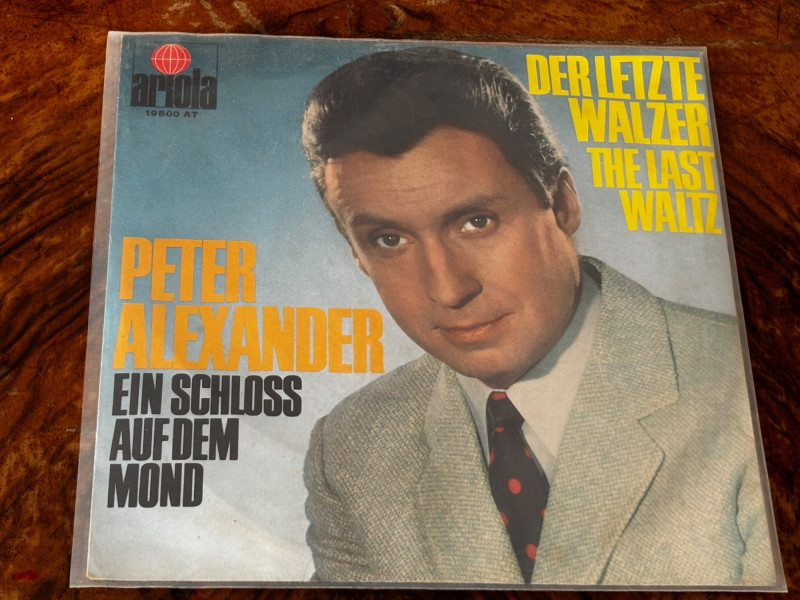 ariola
19800 AT
DER LETZTE
WALZER
THE LAST
WALTZ
PETER
ALEXANDER
EIN SCHLOSS
AUF DEM
MOND